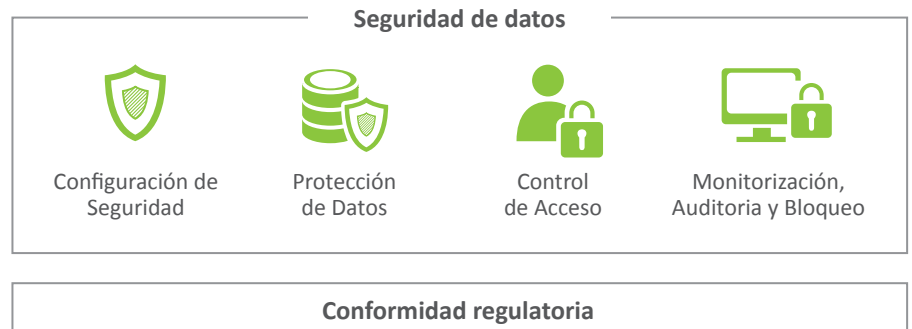 Seguridad de datos
Configuración de
Seguridad
Protección
de Datos
Control
de Acceso
Monitorización,
Auditoria y Bloqueo
Conformidad regulatoria